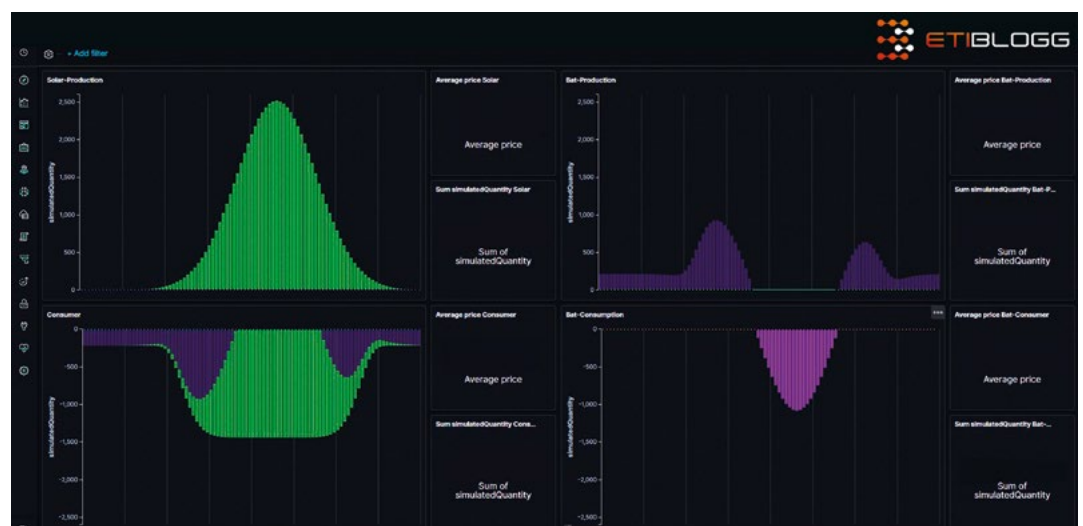 ETIBLOGG
+ Add filter
Solar-Production
simulatedQuantity
2,500
2,000
1,500
1,000
500
0
Average price Solar
Average price
Sum simulatedQuantity Solar
Sum of
simulatedQuantity
Bat-Production
simulatedQuantity
2,500
2,000
1,500
1,000
500
0
Average price Bat-Production
Average price
Sum simulatedQuantity Bat-P...
Sum of
simulatedQuantity
Consumer
simulatedQuantity
0
-500
-1,000
-1,500
-2,000
-2,500
Average price Consumer
Average price
Sum simulatedQuantity Cons...
Sum of
simulatedQuantity
Bat-Consumption
simulatedQuantity
0
-500
-1,000
-1,500
-2,000
-2,500
Average price Bat-Consumer
Average price
Sum simulatedQuantity Bat-...
Sum of
simulatedQuantity